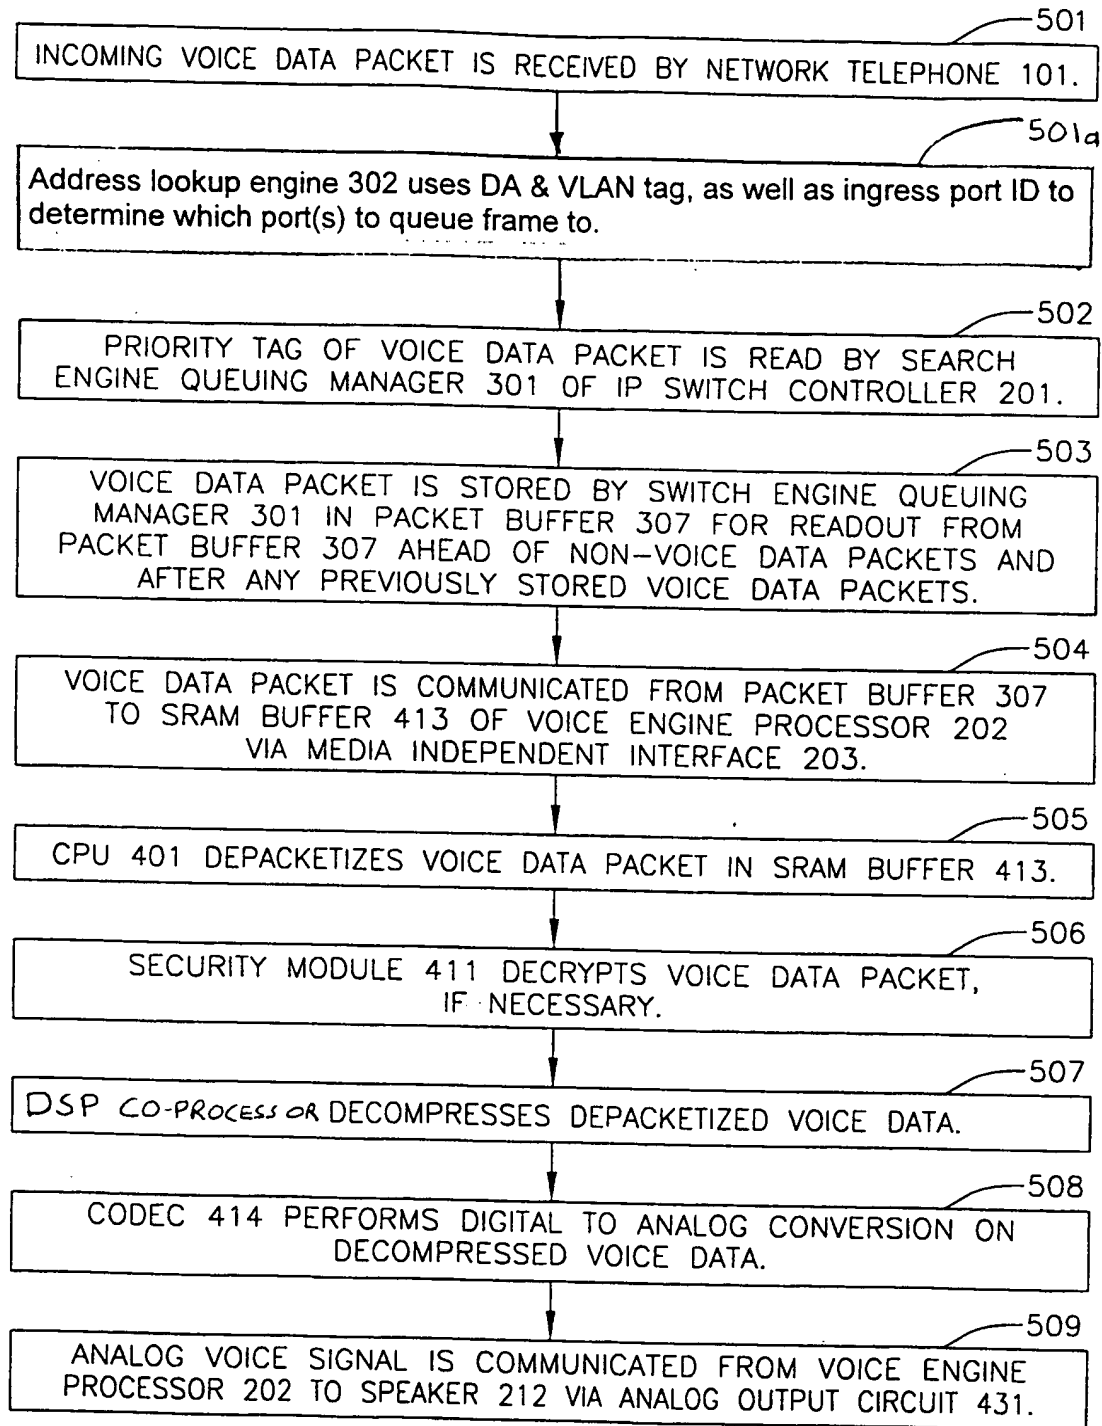 501
INCOMING VOICE DATA PACKET IS RECEIVED BY NETWORK TELEPHONE 101.
501a
Address lookup engine 302 uses DA & VLAN tag, as well as ingress port ID to
determine which port(s) to queue frame to.
502
PRIORITY TAG OF VOICE DATA PACKET IS READ BY SEARCH
ENGINE QUEUING MANAGER 301 OF IP SWITCH CONTROLLER 201.
503
VOICE DATA PACKET IS STORED BY SWITCH ENGINE QUEUING
MANAGER 301 IN PACKET BUFFER 307 FOR READOUT FROM
PACKET BUFFER 307 AHEAD OF NON-VOICE DATA PACKETS AND
AFTER ANY PREVIOUSLY STORED VOICE DATA PACKETS.
504
VOICE DATA PACKET IS COMMUNICATED FROM PACKET BUFFER 307
TO SRAM BUFFER 413 OF VOICE ENGINE PROCESSOR 202
VIA MEDIA INDEPENDENT INTERFACE 203.
505
CPU 401 DEPACKETIZES VOICE DATA PACKET IN SRAM BUFFER 413.
506
SECURITY MODULE 411 DECRYPTS VOICE DATA PACKET,
IF NECESSARY.
507
DSP CO-PROCESSOR DECOMPRESSES DEPACKETIZED VOICE DATA.
508
CODEC 414 PERFORMS DIGITAL TO ANALOG CONVERSION ON
DECOMPRESSED VOICE DATA.
509
ANALOG VOICE SIGNAL IS COMMUNICATED FROM VOICE ENGINE
PROCESSOR 202 TO SPEAKER 212 VIA ANALOG OUTPUT CIRCUIT 431.